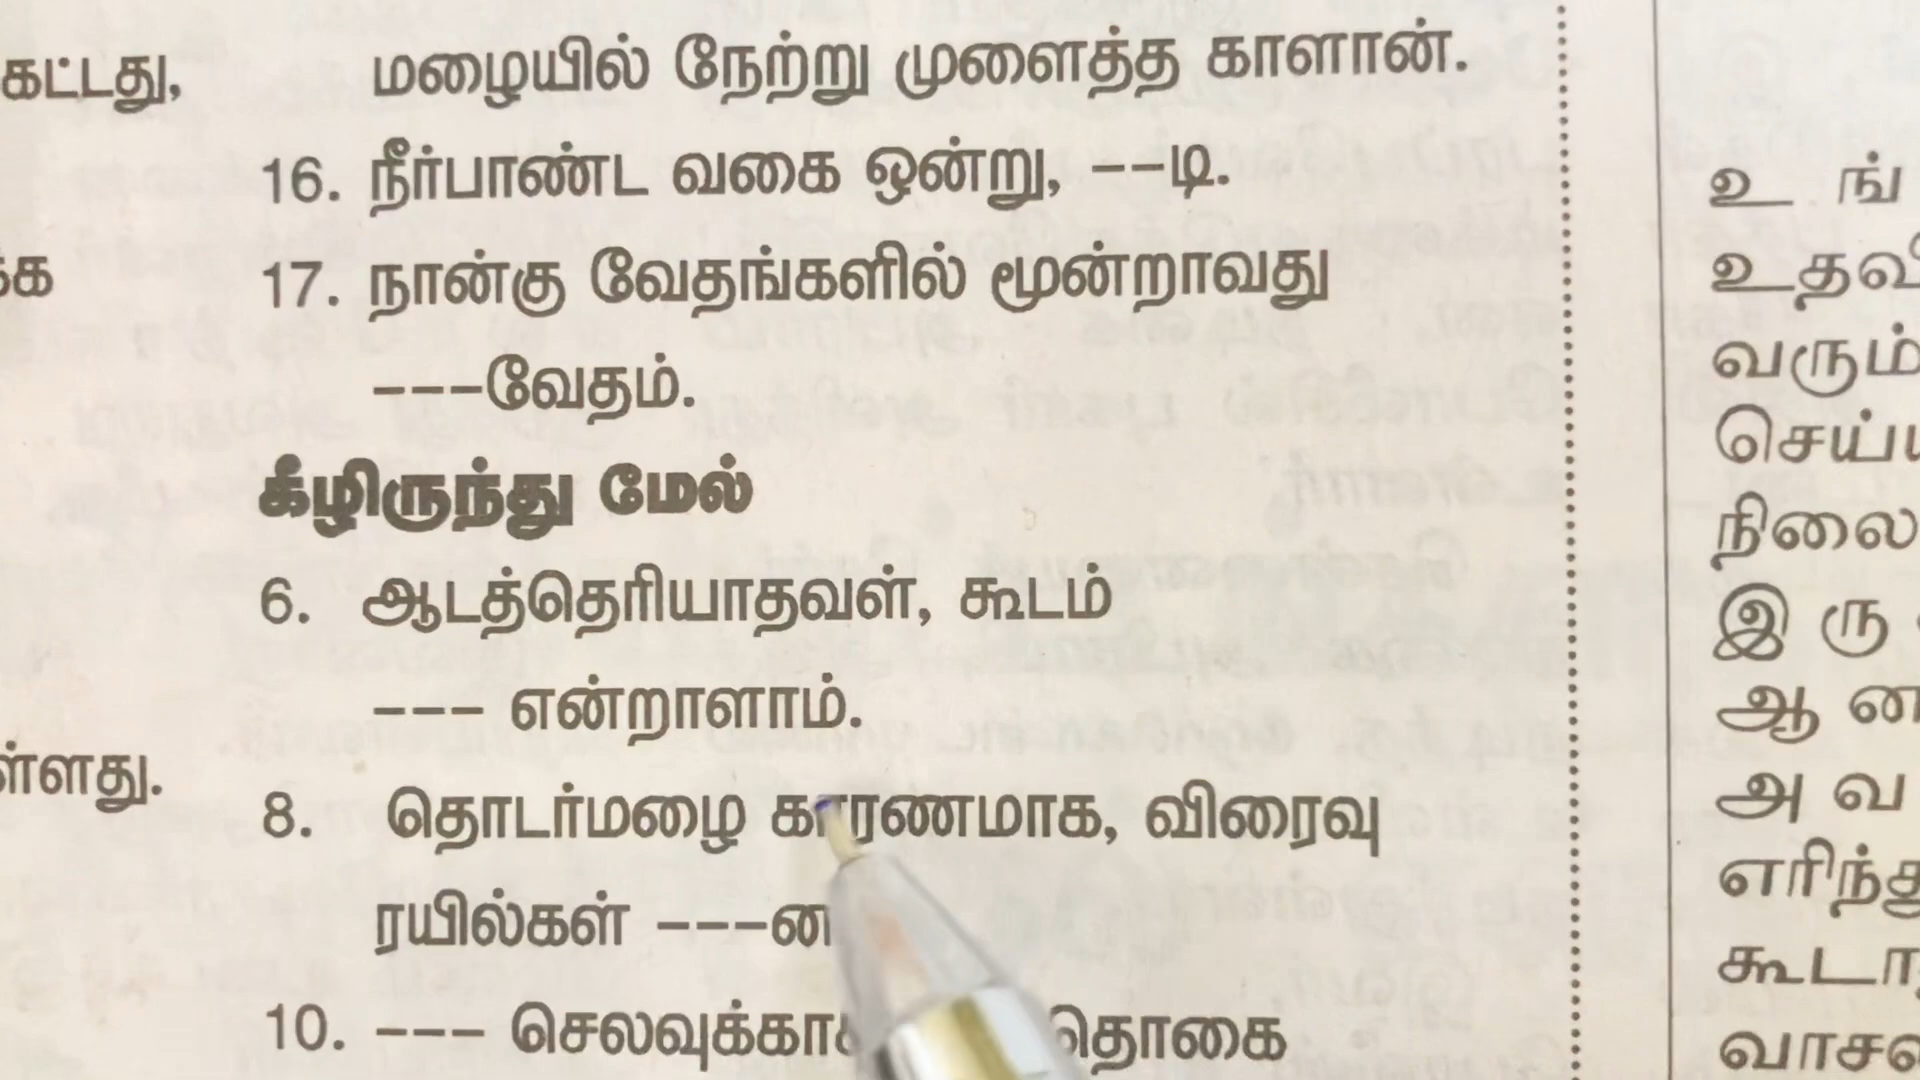 கட்டது,
க
ள்ளது.
மழையில் நேற்று முளைத்த காளான்.
16. நீர்பாண்ட வகை ஒன்று, --டி.
17. நான்கு வேதங்களில் மூன்றாவது
---வேதம்.
கீழிருந்து மேல்
6. ஆடத்தெரியாதவள், கூடம்
--- என்றாளாம்.
8. தொடர்மழை காரணமாக, விரைவு
ரயில்கள் ---ன
10. --- செலவுக்கா தொகை
உ ங்
உதவி
வரும்
செய்ய
நிலை
இ ரு
ஆ ன
அ வ
எரிந்து
கூடா
வாச